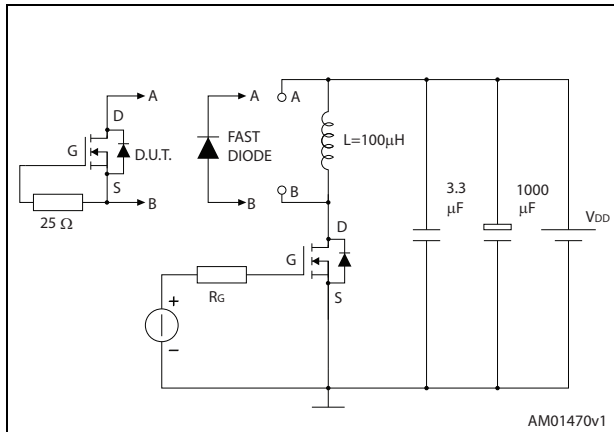 A
D
G
D.U.T.
S
B
25 Ω
A
FAST
DIODE
B
A
B
L=100µH
D
G
S
RG
+
−
3.3
µF
1000
µF
VDD
AM01470v1